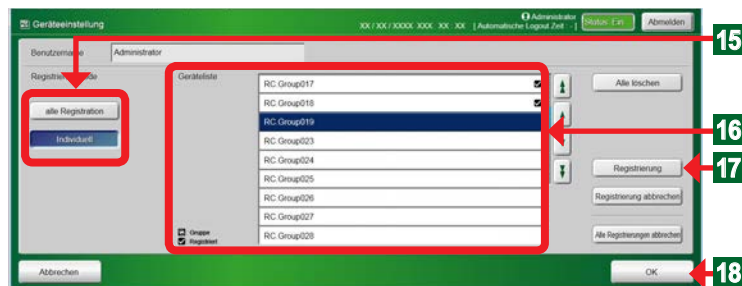 Geräteeinstellung
XX / XX / XXXX XXX XX : XX [ Automatische Logout Zeit : - ]
Administrator
Status: Ein
Abmelden
15
Benutzername
Administrator
Geräteliste
alle Registration
Individuell
RC.Group017
RC.Group018
RC.Group019
RC.Group023
RC.Group024
RC.Group025
RC.Group026
RC.Group027
RC.Group028
Gruppe
Registriert
Alle löschen
16
Registrierung
17
Registrierung abbrechen
Alle Registrierungen abbrechen
Abbrechen
OK
18